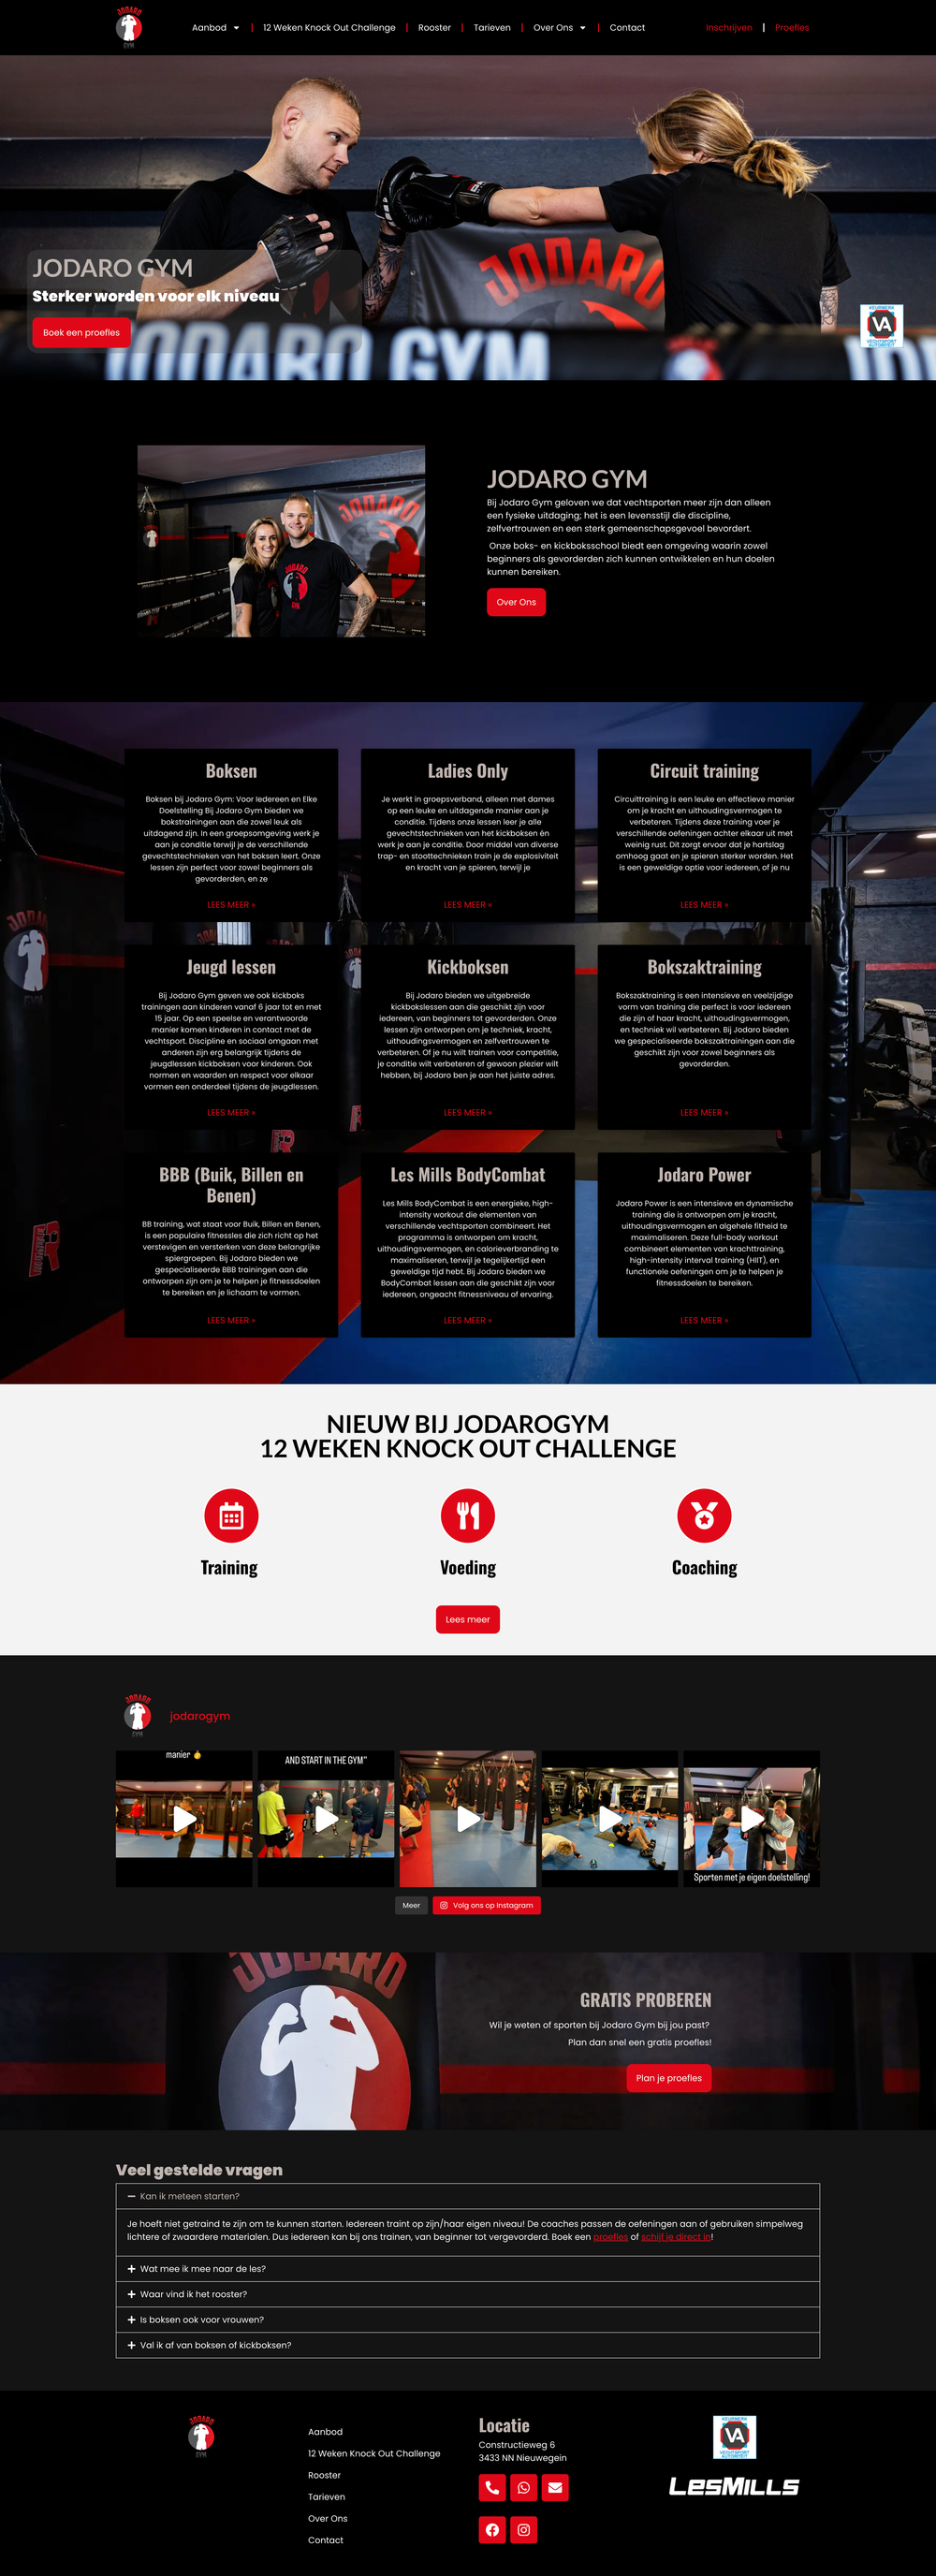 JODARO
GYM
Aanbod
12 Weken Knock Out Challenge
Rooster
Tarieven
Over Ons
Contact
Inschrijven
Proefles
JODARO GYM
Sterker worden voor elk niveau
Boek een proefles
KEURMERK
VA
VECHTSPORT
AUTORITEIT
JODARO GYM
JODARO
JODARO GYM
Bij Jodaro Gym geloven we dat vechtsporten meer zijn dan alleen
een fysieke uitdaging; het is een levensstijl die discipline,
zelfvertrouwen en een sterk gemeenschapsgevoel bevordert.
Onze boks- en kickboksschool biedt een omgeving waarin zowel
beginners als gevorderden zich kunnen ontwikkelen en hun doelen
kunnen bereiken.
Over Ons
Boksen
Boksen bij Jodaro Gym: Voor Iedereen en Elke
Doelstelling Bij Jodaro Gym bieden we
bokstrainingen aan die zowel leuk als
uitdagend zijn. In een groepsomgeving werk je
aan je conditie terwijl je de verschillende
gevechtstechnieken van het boksen leert. Onze
lessen zijn perfect voor zowel beginners als
gevorderden, en ze
LEES MEER »
Ladies Only
Je werkt in groepsverband, alleen met dames
op een leuke en uitdagende manier aan je
conditie. Tijdens onze lessen leer je alle
gevechtstechnieken van het kickboksen én
werk je aan je conditie. Door middel van diverse
trap- en stoottechnieken train je de explosiviteit
en kracht van je spieren, terwijl je
LEES MEER »
Circuit training
Circuittraining is een leuke en effectieve manier
om je kracht en uithoudingsvermogen te
verbeteren. Tijdens deze training voer je
verschillende oefeningen achter elkaar uit met
weinig rust. Dit zorgt ervoor dat je hartslag
omhoog gaat en je spieren sterker worden. Het
is een geweldige optie voor iedereen, of je nu
LEES MEER »
Jeugd lessen
Bij Jodaro Gym geven we ook kickboks
trainingen aan kinderen vanaf 6 jaar tot en met
15 jaar. Op een speelse en verantwoorde
manier komen kinderen in contact met de
vechtsport. Discipline en sociaal omgaan met
anderen zijn erg belangrijk tijdens de
jeugdlessen kickboksen voor kinderen. Ook
normen en waarden en respect voor elkaar
vormen een onderdeel tijdens de jeugdlessen.
LEES MEER »
Kickboksen
Bij Jodaro bieden we uitgebreide
kickbokslessen aan die geschikt zijn voor
iedereen, van beginners tot gevorderden. Onze
lessen zijn ontworpen om je techniek, kracht,
uithoudingsvermogen en zelfvertrouwen te
verbeteren. Of je nu wilt trainen voor competitie,
je conditie wilt verbeteren of gewoon plezier wilt
hebben, bij Jodaro ben je aan het juiste adres.
LEES MEER »
Bokszaktraining
Bokszaktraining is een intensieve en veelzijdige
vorm van training die perfect is voor iedereen
die zijn of haar kracht, uithoudingsvermogen,
en techniek wil verbeteren. Bij Jodaro bieden
we gespecialiseerde bokszaktrainingen aan die
geschikt zijn voor zowel beginners als
gevorderden.
LEES MEER »
BBB (Buik, Billen en
Benen)
BB training, wat staat voor Buik, Billen en Benen,
is een populaire fitnessles die zich richt op het
verstevigen en versterken van deze belangrijke
spiergroepen. Bij Jodaro bieden we
gespecialiseerde BBB trainingen aan die
ontworpen zijn om je te helpen je fitnessdoelen
te bereiken en je lichaam te vormen.
LEES MEER »
Les Mills BodyCombat
Les Mills BodyCombat is een energieke, high-
intensity workout die elementen van
verschillende vechtsporten combineert. Het
programma is ontworpen om kracht,
uithoudingsvermogen, en calorieverbranding te
maximaliseren, terwijl je tegelijkertijd een
geweldige tijd hebt. Bij Jodaro bieden we
BodyCombat lessen aan die geschikt zijn voor
iedereen, ongeacht fitnessniveau of ervaring.
LEES MEER »
Jodaro Power
Jodaro Power is een intensieve en dynamische
training die is ontworpen om je kracht,
uithoudingsvermogen en algehele fitheid te
maximaliseren. Deze full-body workout
combineert elementen van krachttraining,
high-intensity interval training (HIIT), en
functionele oefeningen om je te helpen je
fitnessdoelen te bereiken.
LEES MEER »
NIEUW BIJ JODAROGYM
12 WEKEN KNOCK OUT CHALLENGE
Training
Voeding
Coaching
Lees meer
JODARO
GYM
jodarogym
manier
AND START IN THE GYM"
Sporten met je eigen doelstelling!
Meer
Volg ons op Instagram
JODARO
GRATIS PROBEREN
Wil je weten of sporten bij Jodaro Gym bij jou past?
Plan dan snel een gratis proefles!
Plan je proefles
Veel gestelde vragen
Kan ik meteen starten?
Je hoeft niet getraind te zijn om te kunnen starten. Iedereen traint op zijn/haar eigen niveau! De coaches passen de oefeningen aan of gebruiken simpelweg
lichtere of zwaardere materialen. Dus iedereen kan bij ons trainen, van beginner tot vergevorderd. Boek een proefles of schijf je direct in!
Wat mee ik mee naar de les?
Waar vind ik het rooster?
Is boksen ook voor vrouwen?
Val ik af van boksen of kickboksen?
JODARO
GYM
Aanbod
12 Weken Knock Out Challenge
Rooster
Tarieven
Over Ons
Contact
Locatie
Constructieweg 6
3433 NN Nieuwegein
KEURMERK
VA
VECHTSPORT
AUTORITEIT
LESMILLS